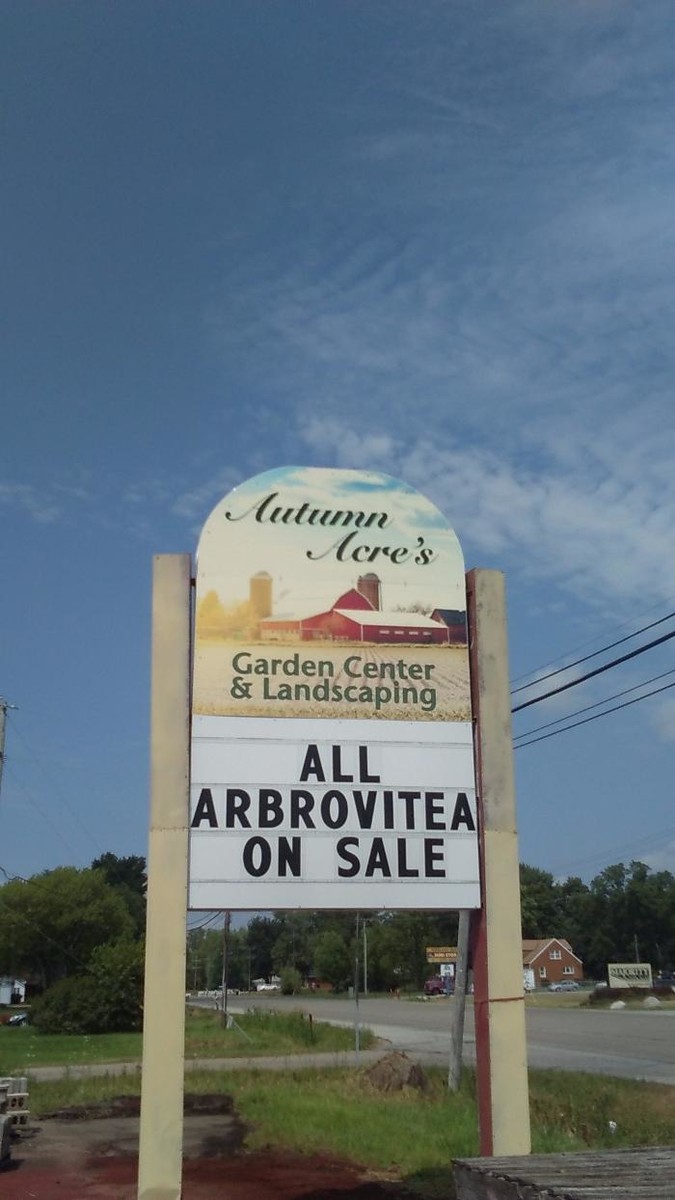 Autumn
Acre's
Garden Center
& Landscaping
ALL
ARBROVITEA
ON SALE